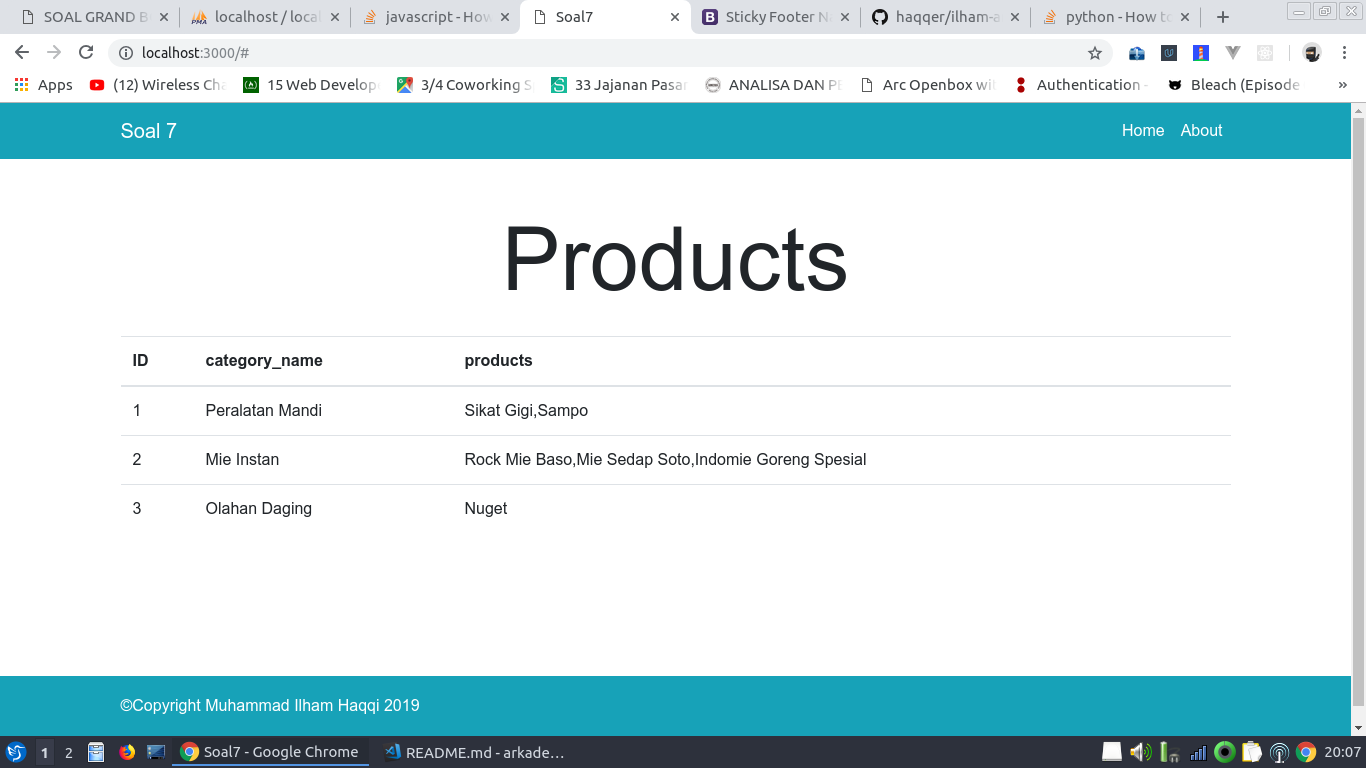 SOAL GRAND B
localhost / local
javascript - How
Soal7
Sticky Footer N
haqqer/ilham-a
python - How to
localhost:3000/#
Apps
(12) Wireless Cha
15 Web Develop
3/4 Coworking S
33 Jajanan Pasar
ANALISA DAN PE
Arc Openbox wit
Authentication -
Bleach (Episode
»
Soal 7
Home
About
Products
ID category_name products
1 Peralatan Mandi Sikat Gigi,Sampo
2 Mie Instan Rock Mie Baso,Mie Sedap Soto,Indomie Goreng Spesial
3 Olahan Daging Nuget
©Copyright Muhammad Ilham Haqqi 2019
1
2
Soal7 - Google Chrome
README.md - arkade...
20:07